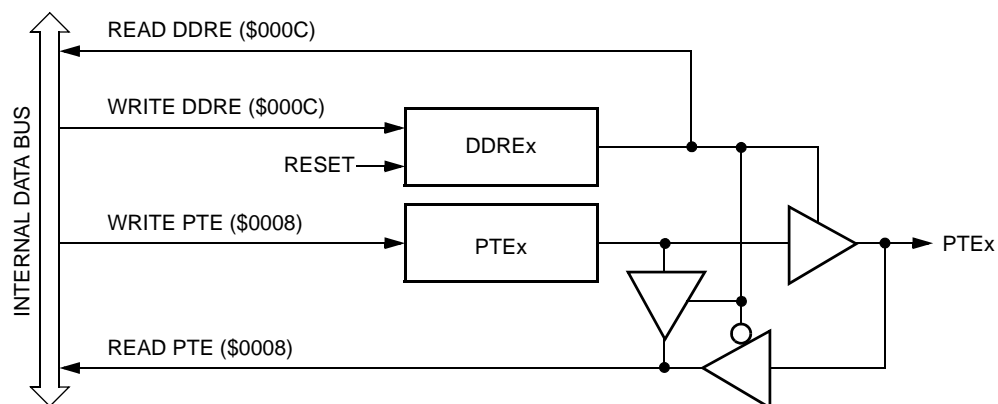 READ DDRE ($000C)
WRITE DDRE ($000C)
DDREx
RESET
WRITE PTE ($0008)
PTEx
PTEx
READ PTE ($0008)
INTERNAL DATA BUS